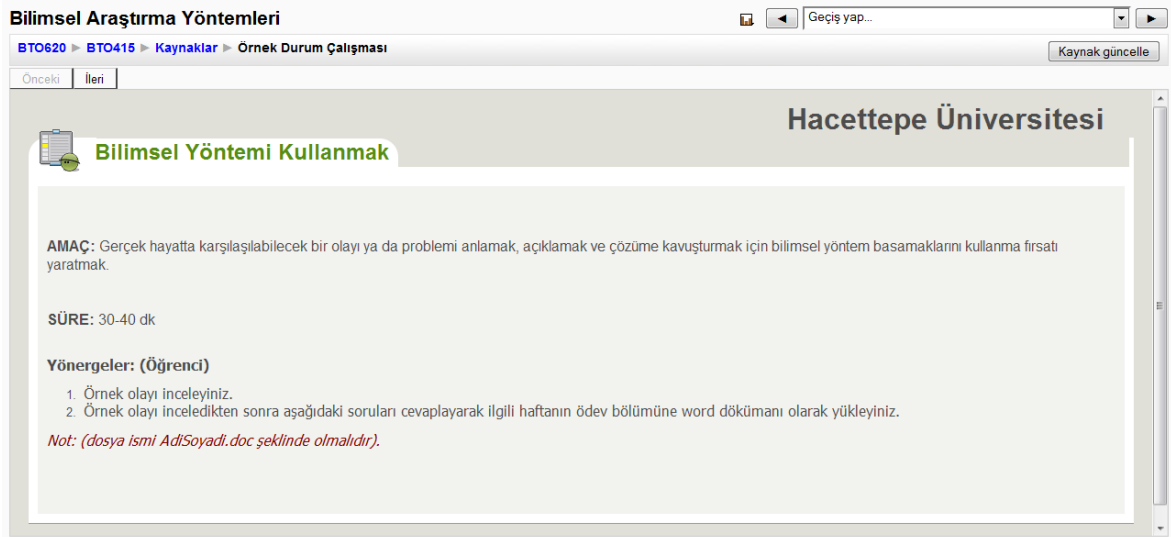 Bilimsel Araştırma Yöntemleri
Geçiş yap...
BTO620 ► BTO415 ► Kaynaklar ► Örnek Durum Çalışması
Kaynak güncelle
Önceki İleri
Hacettepe Üniversitesi
Bilimsel Yöntemi Kullanmak
AMAÇ: Gerçek hayatta karşılaşılabilecek bir olayı ya da problemi anlamak, açıklamak ve çözüme kavuşturmak için bilimsel yöntem basamaklarını kullanma fırsatı
yaratmak.
SÜRE: 30-40 dk
Yönergeler: (Öğrenci)
1. Örnek olayı inceleyiniz.
2. Örnek olayı inceledikten sonra aşağıdaki soruları cevaplayarak ilgili haftanın ödev bölümüne word dökümanı olarak yükleyiniz.
Not: (dosya ismi AdiSoyadi.doc şeklinde olmalıdır).